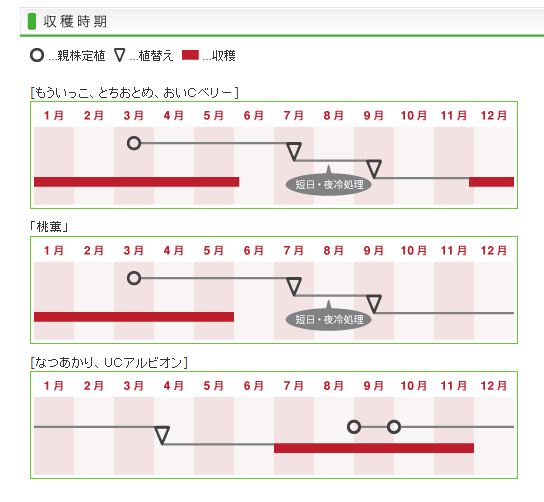 収穫時期
…親株定植 …植替え …収穫
[もういっこ、とちおとめ、おいCベリー]
1月 2月 3月 4月 5月 6月 7月 8月 9月 10月 11月 12月
短日・夜冷処理
「桃薫」
1月 2月 3月 4月 5月 6月 7月 8月 9月 10月 11月 12月
短日・夜冷処理
[なつあかり、UCアルビオン]
1月 2月 3月 4月 5月 6月 7月 8月 9月 10月 11月 12月